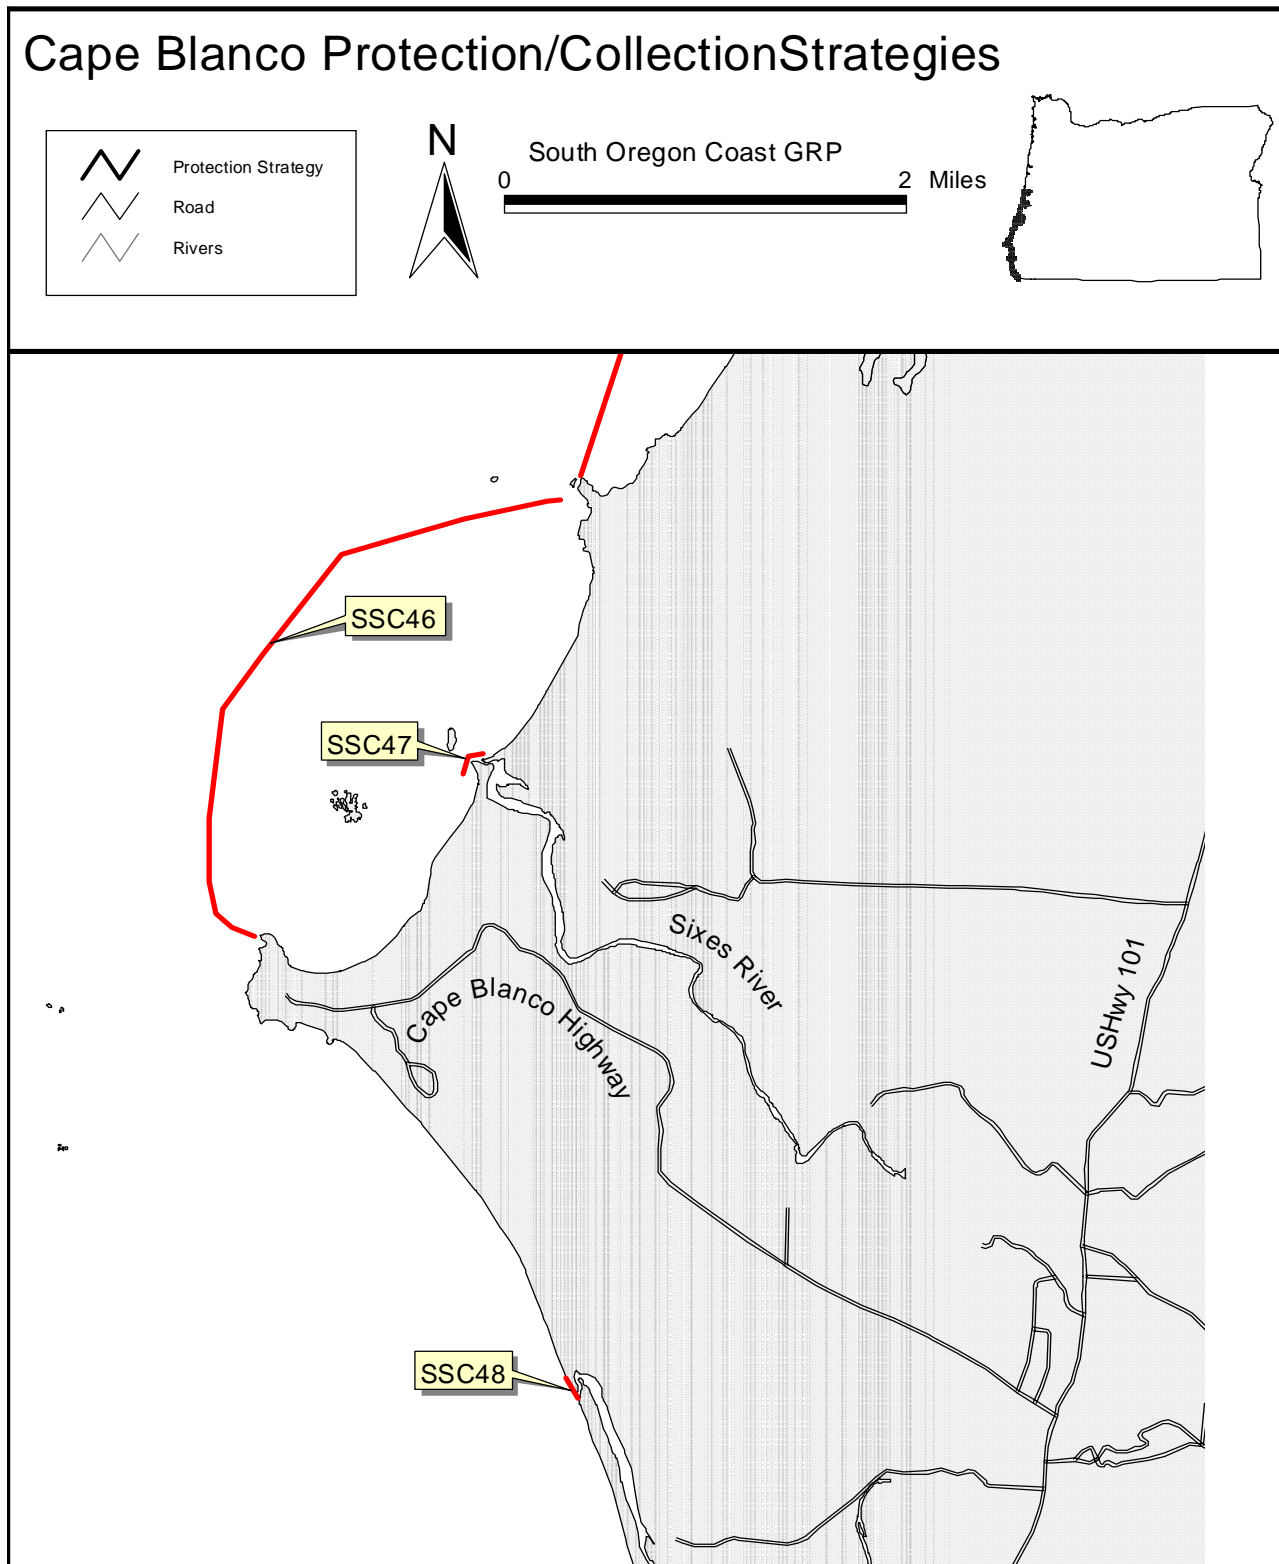 Cape Blanco Protection/CollectionStrategies
Protection Strategy
Road
Rivers
N
South Oregon Coast GRP
0 2 Miles
SSC46
SSC47
Sixes River
Cape Blanco Highway
USHwy 101
SSC48